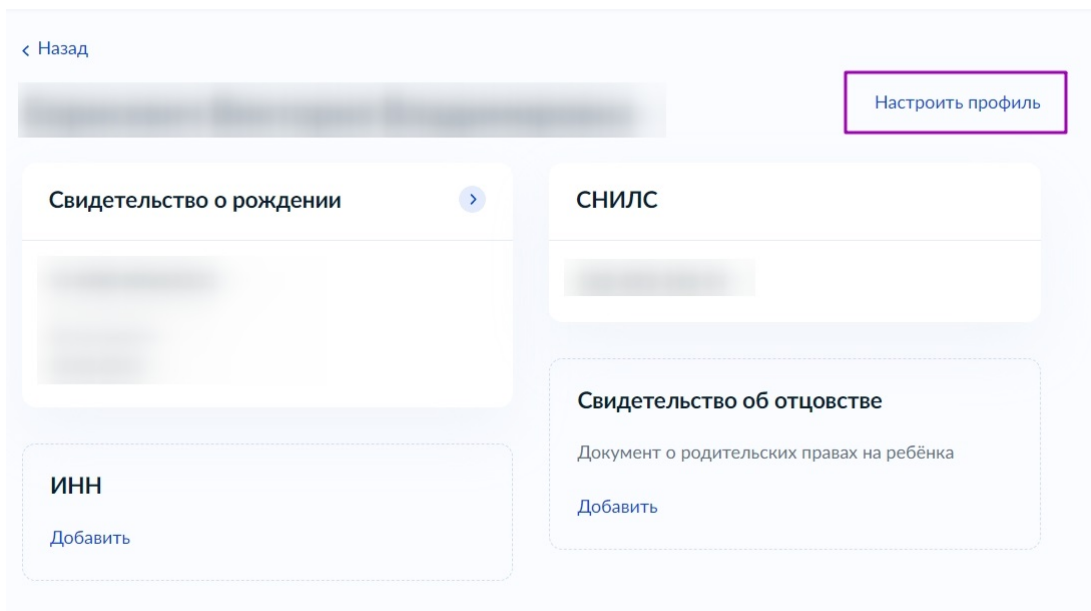 Назад
Настроить профиль
Свидетельство о рождении
СНИЛС
Свидетельство об отцовстве
Документ о родительских правах на ребёнка
Добавить
ИНН
Добавить